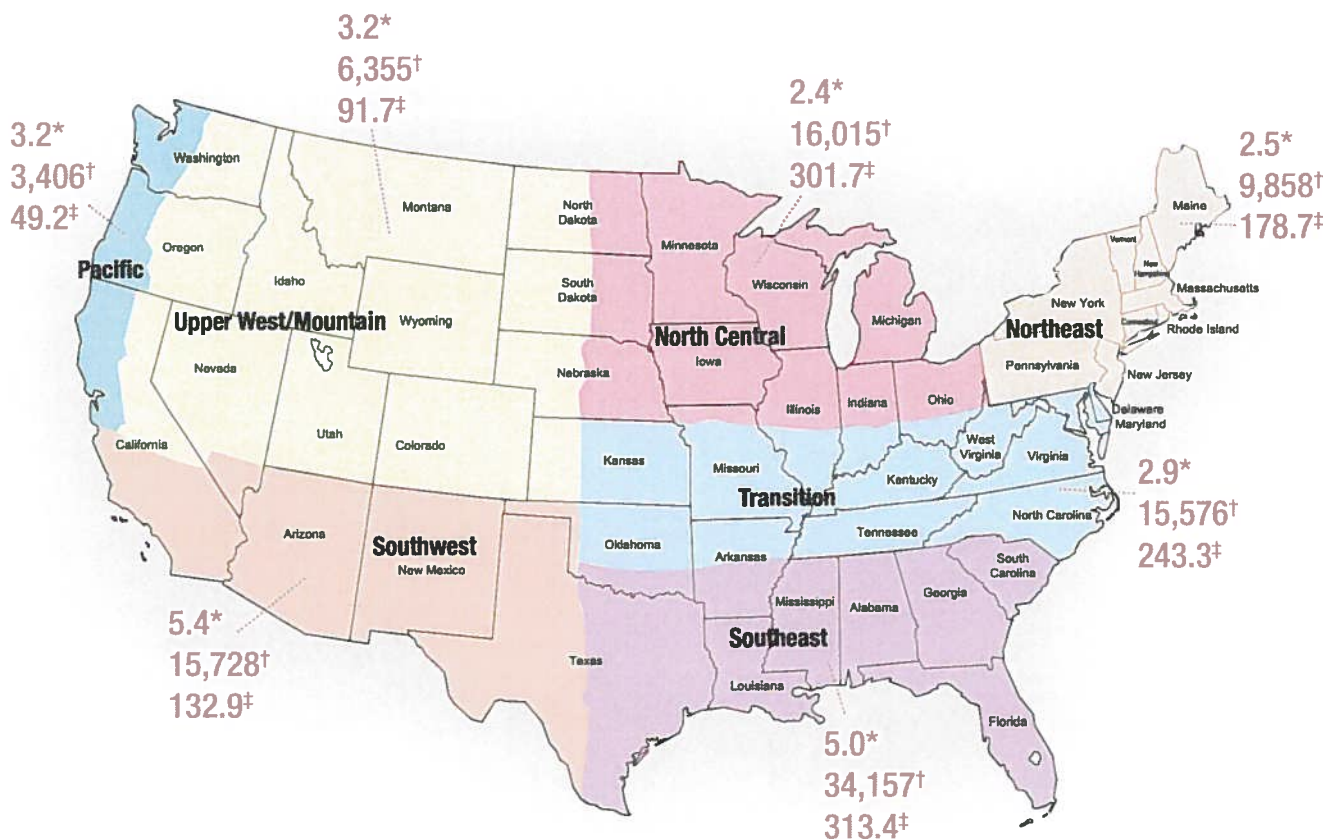 3.2*
6,355†
91.7‡
2.4*
16,015†
301.7‡
3.2*
3,406†
49.2‡
2.5*
9,858†
178.7‡
Washington
Montana
North
Dakota
Minnesota
Maine
Vermont
New
Hampshire
Oregon
Pacific
Idaho
South
Dakota
Wisconsin
Massachusetts
Upper West/Mountain
Wyoming
Michigan
New York
Northeast
Connecticut
Rhode Island
North Central
Iowa
Nevada
Nebraska
Pennsylvania
New Jersey
Illinois
Indiana
Ohio
Delaware
Maryland
California
Utah
Colorado
Kansas
Missouri
West
Virginia
Virginia
Kentucky
Transition
2.9*
15,576†
243.3‡
Arizona
Southwest
New Mexico
Oklahoma
Arkansas
Tennessee
North Carolina
South
Carolina
Mississippi
Alabama
Georgia
5.4*
15,728†
132.9‡
Southeast
Texas
Louisiana
Florida
5.0*
34,157†
313.4‡